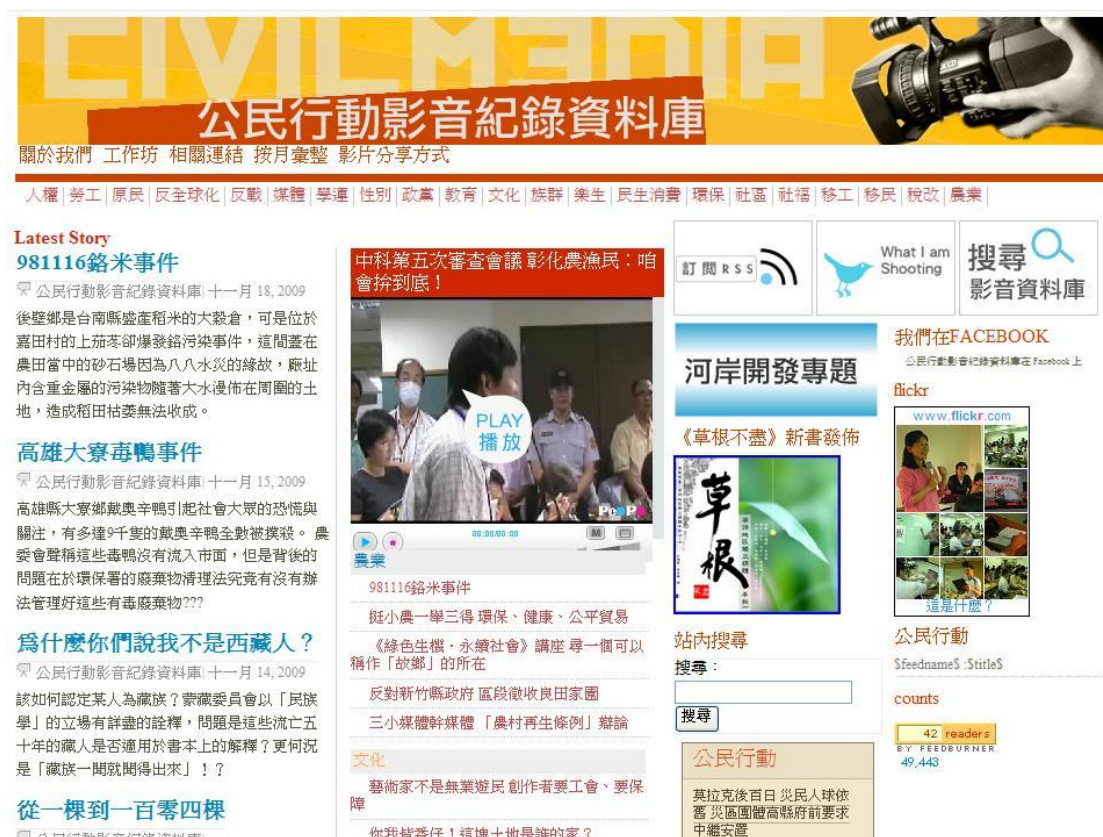 CIVILMEDIA
公民行動影音紀錄資料庫
關於我們 工作坊 相關連結 按月彙整 影片分享方式
人權 | 勞工 | 原民 | 反全球化 | 反戰 | 媒體 | 學運 | 性別 | 政黨 | 教育 | 文化 | 族群 | 樂生 | 民生消費 | 環保 | 社區 | 社福 | 移工 | 移民 | 稅改 | 農業 |
Latest Story
981116鉻米事件
公民行動影音紀錄資料庫| 十一月 18, 2009
後壁鄉是台南縣盛產稻米的大穀倉，可是位於
嘉田村的上茄苳卻爆發鉻污染事件，這間蓋在
農田當中的砂石場因為八八水災的緣故，廠址
內含重金屬的污染物隨著大水漫佈在周圍的土
地，造成稻田枯萎無法收成。
高雄大寮毒鴨事件
公民行動影音紀錄資料庫| 十一月 15, 2009
高雄縣大寮鄉戴奧辛鴨引起社會大眾的恐慌與
關注，有多達9千隻的戴奧辛鴨全數被撲殺。 農
委會聲稱這些毒鴨沒有流入市面，但是背後的
問題在於環保署的廢棄物清理法究竟有沒有辦
法管理好這些有毒廢棄物???
為什麼你們說我不是西藏人？
公民行動影音紀錄資料庫| 十一月 14, 2009
該如何認定某人為藏族？蒙藏委員會以「民族
學」的立場有詳盡的詮釋，問題是這些流亡五
十年的藏人是否適用於書本上的解釋？更何況
是「藏族一聞就聞得出來」！？
從一棵到一百零四棵
公民行動影音紀錄資料庫|
中科第五次審查會議 彰化農漁民：咱
會拚到底！
PLAY
播放
PeoPo
00:00/00:00
M
農業
981116鉻米事件
挺小農一舉三得 環保、健康、公平貿易
《綠色生機．永續社會》講座 尋一個可以
稱作「故鄉」的所在
反對新竹縣政府 區段徵收良田家園
三小媒體幹媒體 「農村再生條例」辯論
文化
藝術家不是無業遊民 創作者要工會、要保
障
你我皆番仔！這塊土地是誰的家？
訂閱 RSS
What I am
Shooting
搜尋
影音資料庫
河岸開發專題
《草根不盡》新書發佈
草根
不盡
站內搜尋
搜尋：
搜尋
公民行動
莫拉克後百日 災民人球依
舊 災區團體高縣府前要求
中繼安置
我們在FACEBOOK
公民行動影音紀錄資料庫在 Facebook 上
flickr
www.flickr.com
這是什麼？
公民行動
$feedname$ :$title$
counts
42 readers
BY FEEDBURNER
49,443